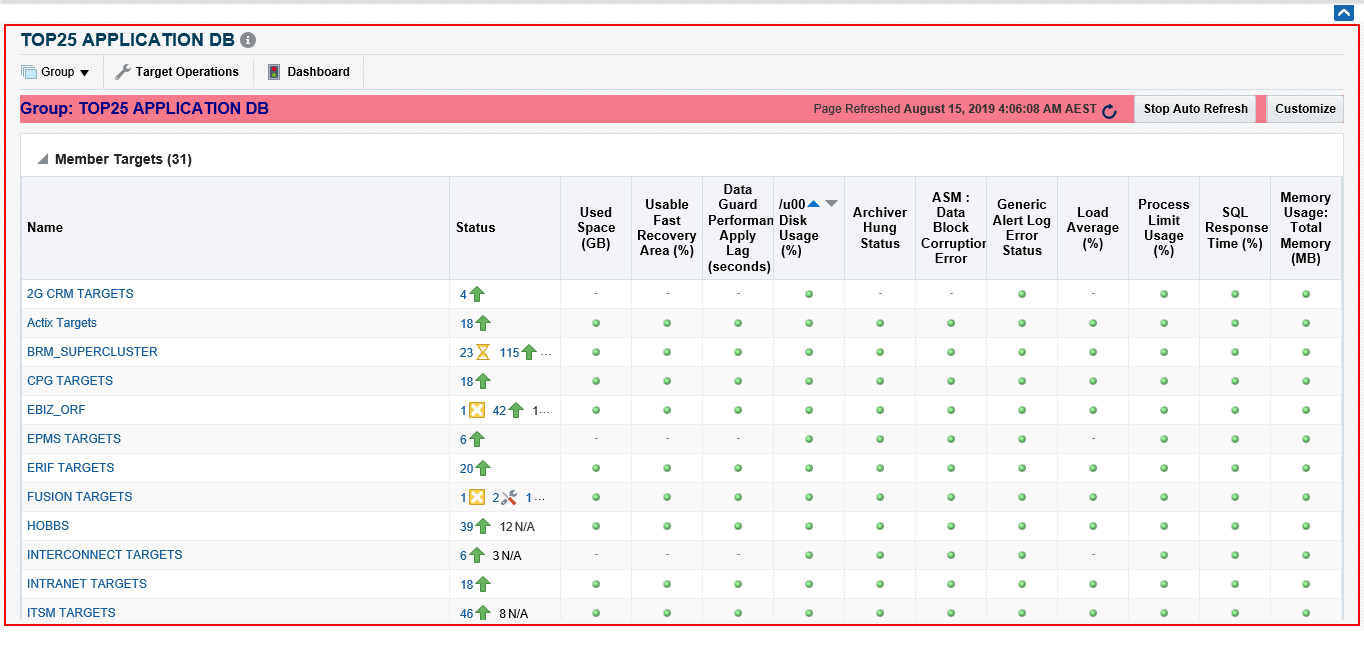 TOP25 APPLICATION DB
Group Target Operations Dashboard
Group: TOP25 APPLICATION DB Page Refreshed August 15, 2019 4:06:08 AM AEST Stop Auto Refresh Customize
Member Targets (31)
Name
Status
Used
Space
(GB)
Usable
Fast
Recovery
Area (%)
Data
Guard
Performan
Apply
Lag
(seconds)
/u00
Disk
Usage
(%)
Archiver
Hung
Status
ASM :
Data
Block
Corruption
Error
Generic
Alert Log
Error
Status
Load
Average
(%)
Process
Limit
Usage
(%)
SQL
Response
Time (%)
Memory
Usage:
Total
Memory
(MB)
2G CRM TARGETS 4 - - - - - -
Actix Targets 18
BRM_SUPERCLUSTER 23 115 ...
CPG TARGETS 18
EBIZ_ORF 1 42 1...
EPMS TARGETS 6 - - - -
ERIF TARGETS 20
FUSION TARGETS 1 2 1...
HOBBS 39 12 N/A
INTERCONNECT TARGETS 6 3 N/A - - - -
INTRANET TARGETS 18
ITSM TARGETS 46 8 N/A